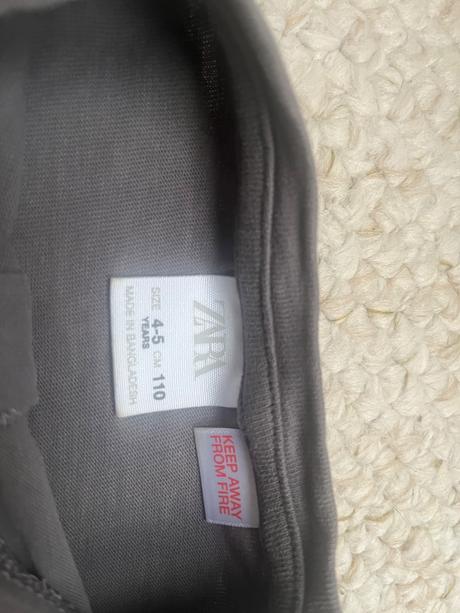 ZARA
SIZE 4-5 CM 110
YEARS
MADE IN BANGLADESH
KEEP AWAY
FROM FIRE